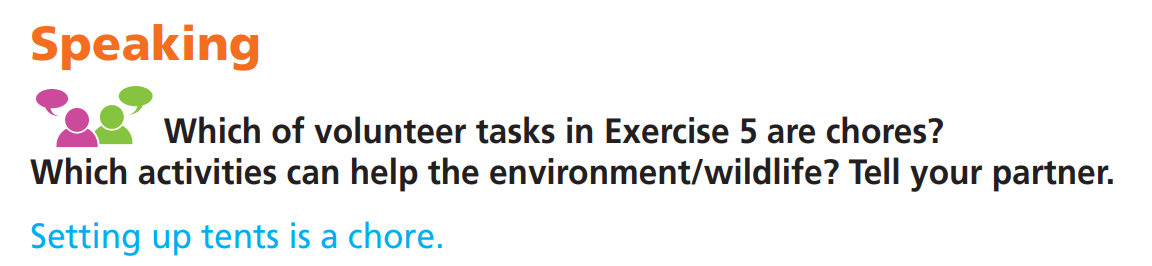 Speaking
Which of volunteer tasks in Exercise 5 are chores?
Which activities can help the environment/wildlife? Tell your partner.
Setting up tents is a chore.